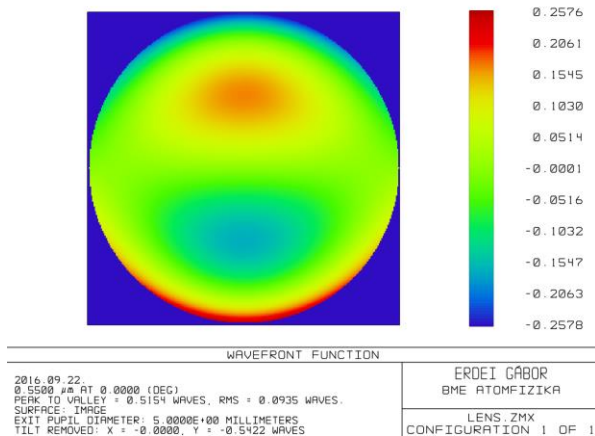 0.2576
0.2061
0.1545
0.1030
0.0514
-0.0001
-0.0516
-0.1032
-0.1547
-0.2063
-0.2578
WAVEFRONT FUNCTION
2016.09.22.
0.5500 µm AT 0.0000 (DEG)
PEAK TO VALLEY = 0.5154 WAVES, RMS = 0.0935 WAVES.
SURFACE: IMAGE
EXIT PUPIL DIAMETER: 5.0000E+00 MILLIMETERS
TILT REMOVED: X = -0.0000, Y = -0.5422 WAVES
ERDEI GÁBOR
BME ATOMFIZIKA
LENS.ZMX
CONFIGURATION 1 OF 1